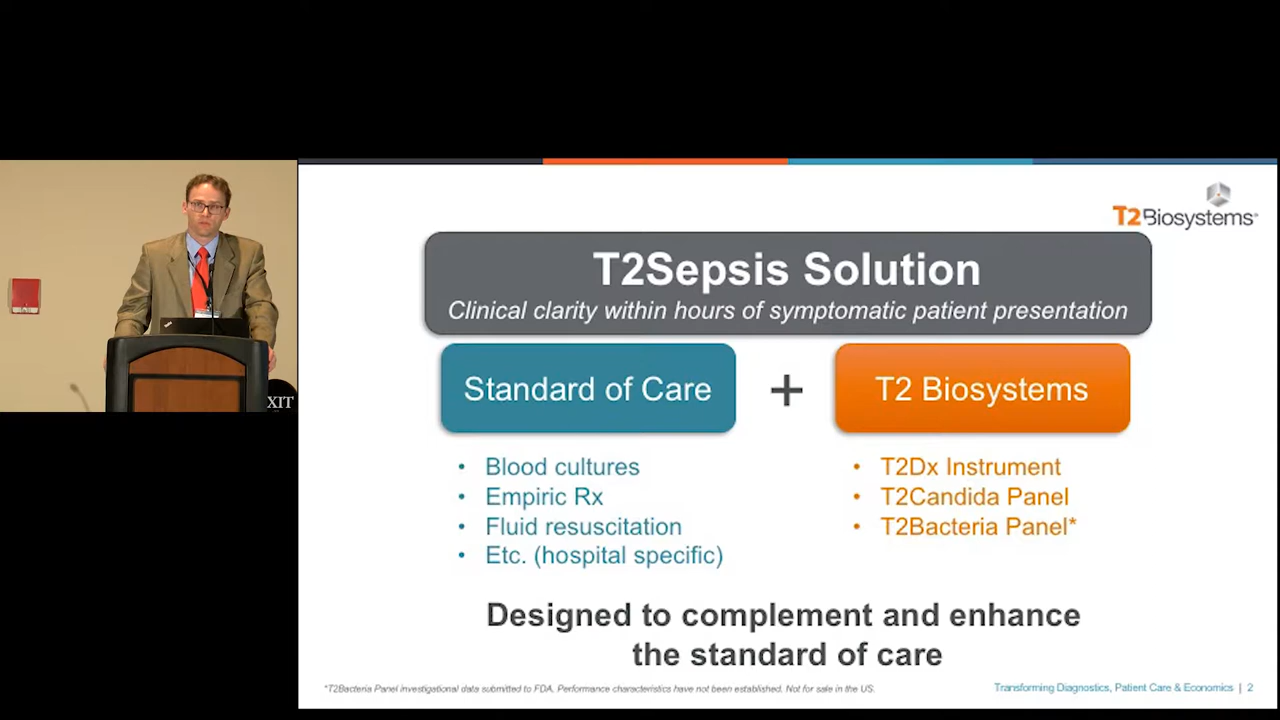 T2Biosystems®
T2Sepsis Solution
Clinical clarity within hours of symptomatic patient presentation
Standard of Care
+
T2 Biosystems
• Blood cultures
• Empiric Rx
• Fluid resuscitation
• Etc. (hospital specific)
• T2Dx Instrument
• T2Candida Panel
• T2Bacteria Panel*
Designed to complement and enhance
the standard of care
XIT
*T2Bacteria Panel investigational data submitted to FDA. Performance characteristics have not been established. Not for sale in the US.
Transforming Diagnostics, Patient Care & Economics | 2